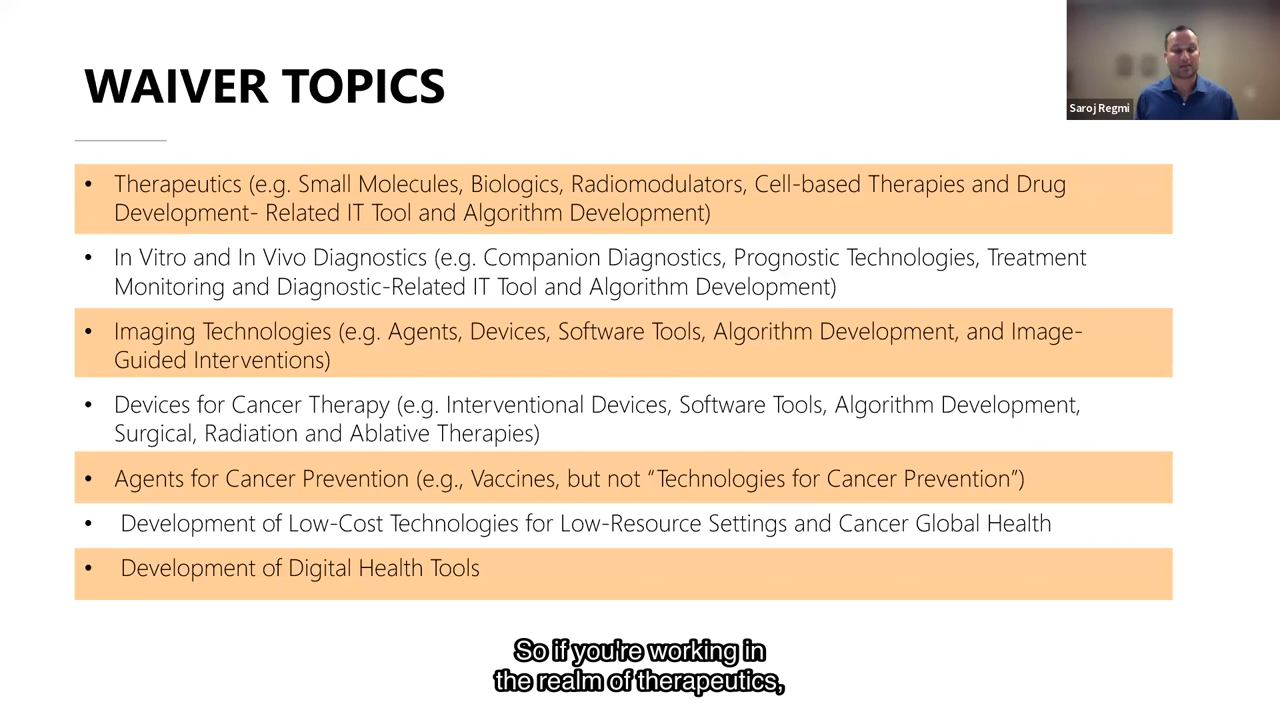 WAIVER TOPICS
Saroj Regmi
• Therapeutics (e.g. Small Molecules, Biologics, Radiomodulators, Cell-based Therapies and Drug
Development- Related IT Tool and Algorithm Development)
• In Vitro and In Vivo Diagnostics (e.g. Companion Diagnostics, Prognostic Technologies, Treatment
Monitoring and Diagnostic-Related IT Tool and Algorithm Development)
• Imaging Technologies (e.g. Agents, Devices, Software Tools, Algorithm Development, and Image-
Guided Interventions)
• Devices for Cancer Therapy (e.g. Interventional Devices, Software Tools, Algorithm Development,
Surgical, Radiation and Ablative Therapies)
• Agents for Cancer Prevention (e.g., Vaccines, but not “Technologies for Cancer Prevention”)
• Development of Low-Cost Technologies for Low-Resource Settings and Cancer Global Health
• Development of Digital Health Tools
So if you're working in
the realm of therapeutics,